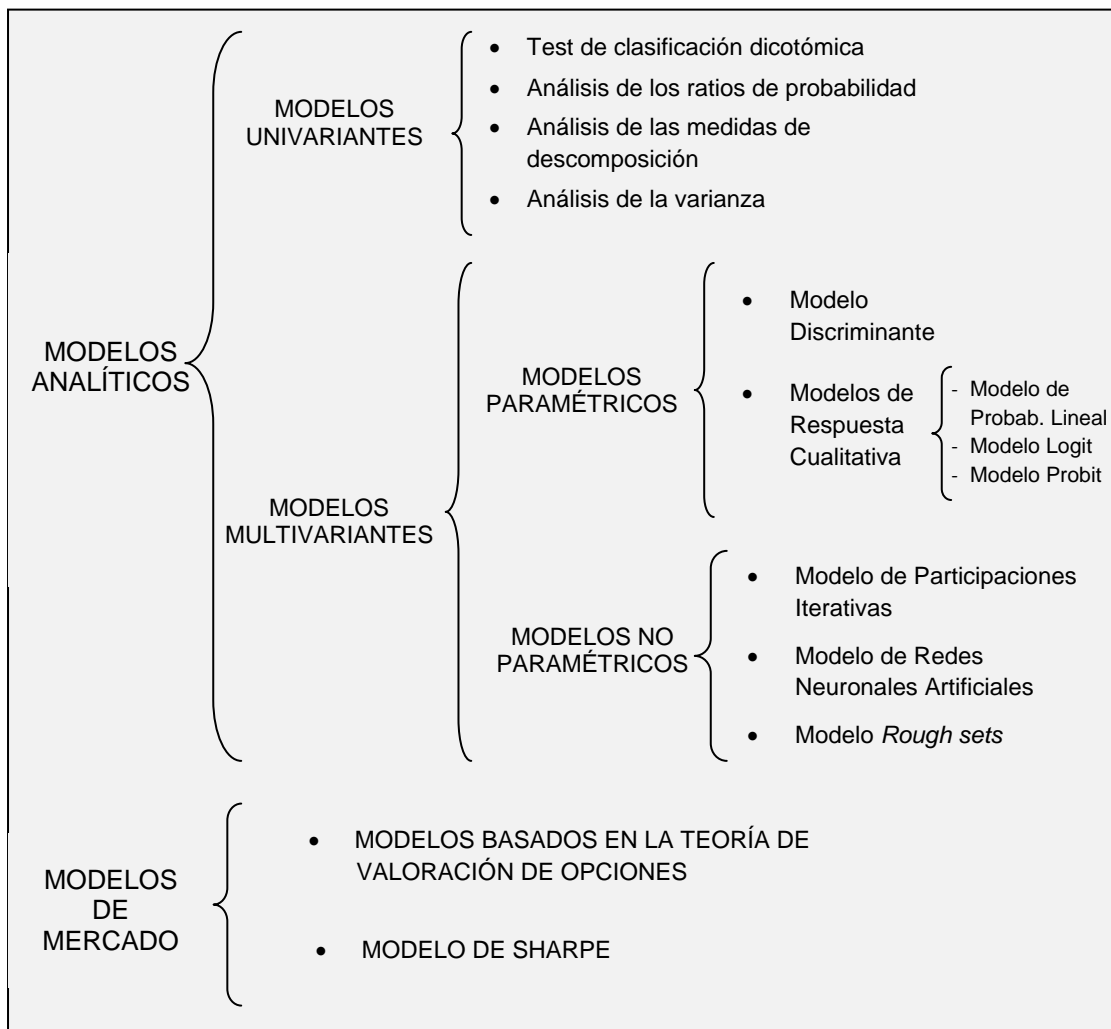 MODELOS
ANALÍTICOS
MODELOS
UNIVARIANTES
• Test de clasificación dicotómica
• Análisis de los ratios de probabilidad
• Análisis de las medidas de
descomposición
• Análisis de la varianza
MODELOS
MULTIVARIANTES
MODELOS
PARAMÉTRICOS
• Modelo
Discriminante
• Modelos de
Respuesta
Cualitativa
- Modelo de
Probab. Lineal
- Modelo Logit
- Modelo Probit
MODELOS NO
PARAMÉTRICOS
• Modelo de Participaciones
Iterativas
• Modelo de Redes
Neuronales Artificiales
• Modelo Rough sets
MODELOS
DE
MERCADO
• MODELOS BASADOS EN LA TEORÍA DE
VALORACIÓN DE OPCIONES
• MODELO DE SHARPE